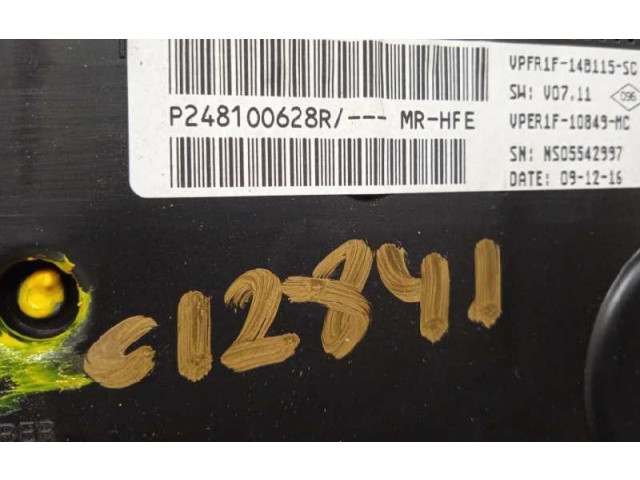 VPFR1F-14B115-SC
SW: V07.11
096
P248100628R/--- MR-HFE
VPER1F-10849-MC
SN: NS05542997
DATE: 09-12-16
C12841